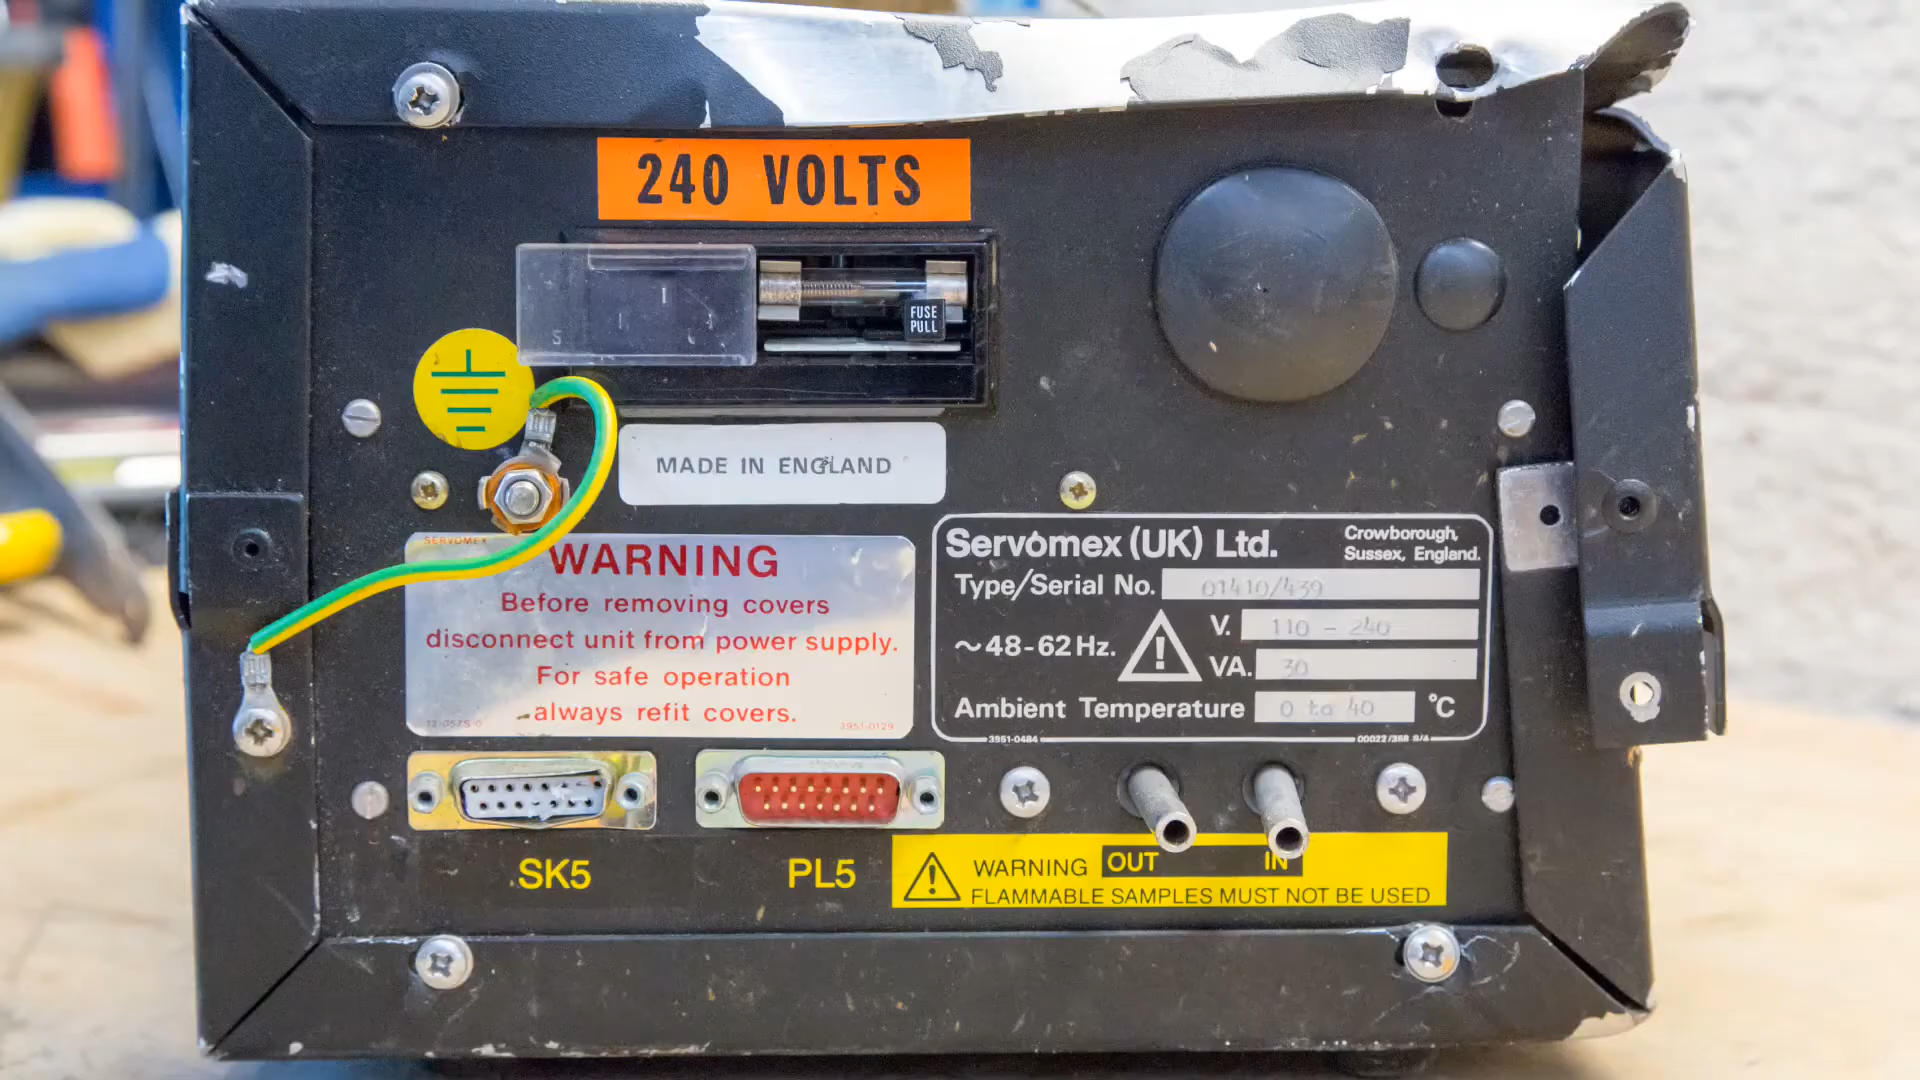 240 VOLTS
FUSE
PULL
MADE IN ENGLAND
SERVOMEX
WARNING
Before removing covers
disconnect unit from power supply.
For safe operation
always refit covers.
3951-0129
Servomex (UK) Ltd.
Crowborough,
Sussex, England.
Type/Serial No. 01410/439
~48-62Hz.
V. 110 - 240
VA. 30
Ambient Temperature 0 to 40 °C
3951-0484
SK5
PL5
WARNING OUT IN
FLAMMABLE SAMPLES MUST NOT BE USED